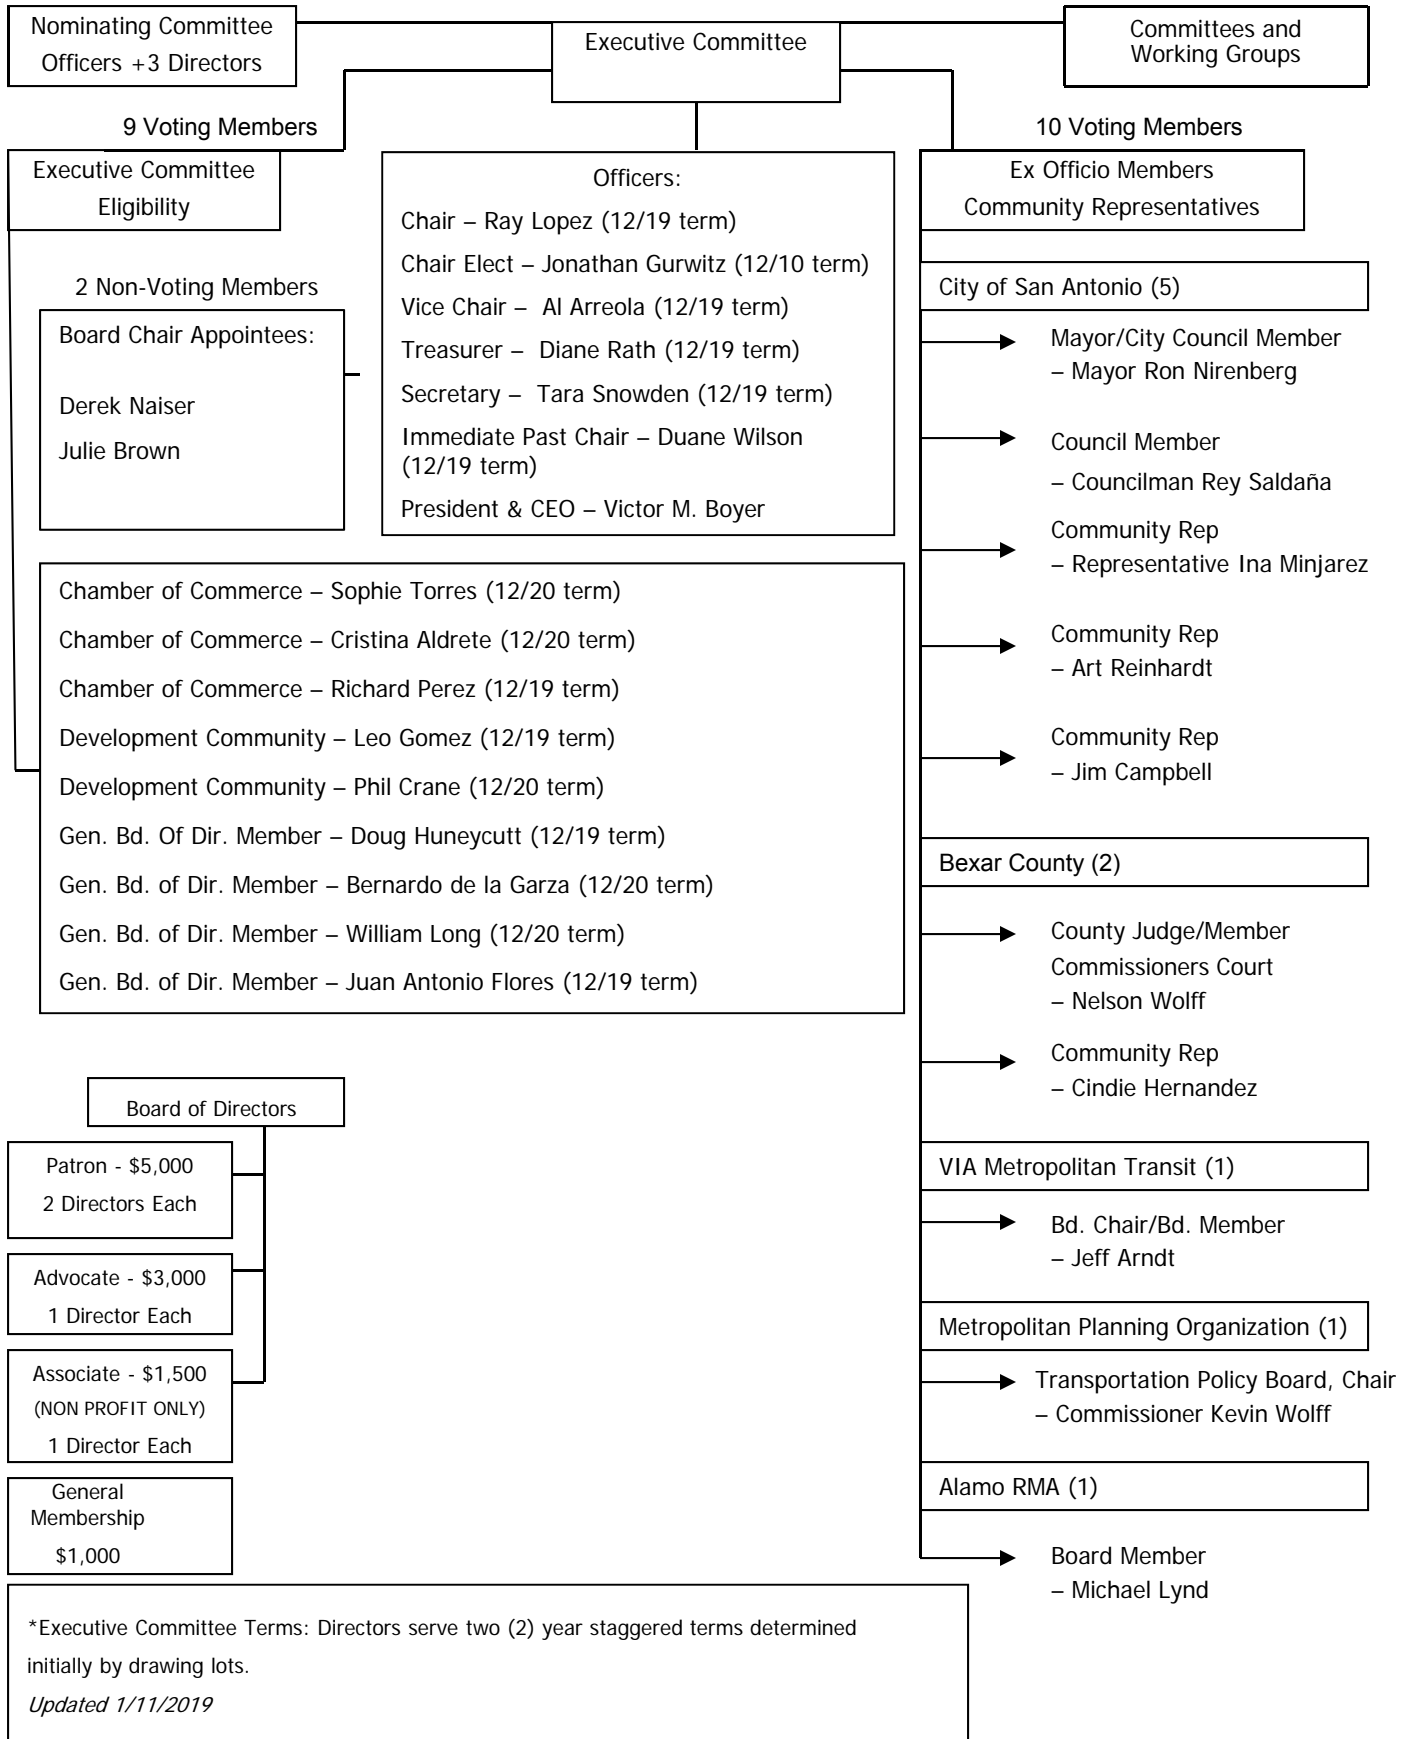 Nominating Committee
Officers +3 Directors
Executive Committee
Committees and
Working Groups
9 Voting Members
10 Voting Members
Executive Committee
Eligibility
2 Non-Voting Members
Board Chair Appointees:
Derek Naiser
Julie Brown
Officers:
Chair – Ray Lopez (12/19 term)
Chair Elect – Jonathan Gurwitz (12/10 term)
Vice Chair – Al Arreola (12/19 term)
Treasurer – Diane Rath (12/19 term)
Secretary – Tara Snowden (12/19 term)
Immediate Past Chair – Duane Wilson
(12/19 term)
President & CEO – Victor M. Boyer
Chamber of Commerce – Sophie Torres (12/20 term)
Chamber of Commerce – Cristina Aldrete (12/20 term)
Chamber of Commerce – Richard Perez (12/19 term)
Development Community – Leo Gomez (12/19 term)
Development Community – Phil Crane (12/20 term)
Gen. Bd. Of Dir. Member – Doug Huneycutt (12/19 term)
Gen. Bd. of Dir. Member – Bernardo de la Garza (12/20 term)
Gen. Bd. of Dir. Member – William Long (12/20 term)
Gen. Bd. of Dir. Member – Juan Antonio Flores (12/19 term)
Ex Officio Members
Community Representatives
City of San Antonio (5)
Mayor/City Council Member
– Mayor Ron Nirenberg
Council Member
– Councilman Rey Saldaña
Community Rep
– Representative Ina Minjarez
Community Rep
– Art Reinhardt
Community Rep
– Jim Campbell
Bexar County (2)
County Judge/Member
Commissioners Court
– Nelson Wolff
Community Rep
– Cindie Hernandez
VIA Metropolitan Transit (1)
Bd. Chair/Bd. Member
– Jeff Arndt
Metropolitan Planning Organization (1)
Transportation Policy Board, Chair
– Commissioner Kevin Wolff
Alamo RMA (1)
Board Member
– Michael Lynd
Board of Directors
Patron - $5,000
2 Directors Each
Advocate - $3,000
1 Director Each
Associate - $1,500
(NON PROFIT ONLY)
1 Director Each
General
Membership
$1,000
*Executive Committee Terms: Directors serve two (2) year staggered terms determined
initially by drawing lots.
Updated 1/11/2019